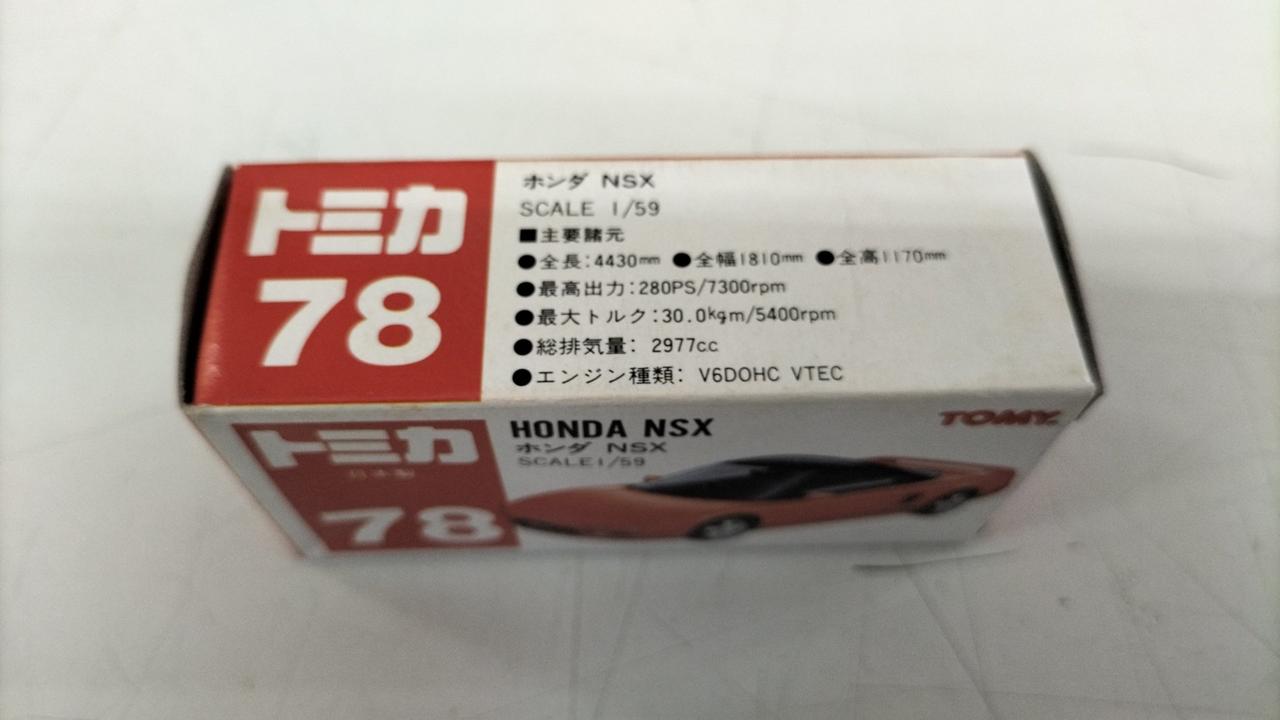 トミカ
78
ホンダ NSX
SCALE 1/59
■主要諸元
●全長:4430mm ●全幅1810mm ●全高1170mm
●最高出力:280PS/7300rpm
●最大トルク:30.0kgm/5400rpm
●総排気量: 2977cc
●エンジン種類: V6DOHC VTEC
トミカ
日本製
78
HONDA NSX
ホンダ NSX
SCALE 1/59
TOMY